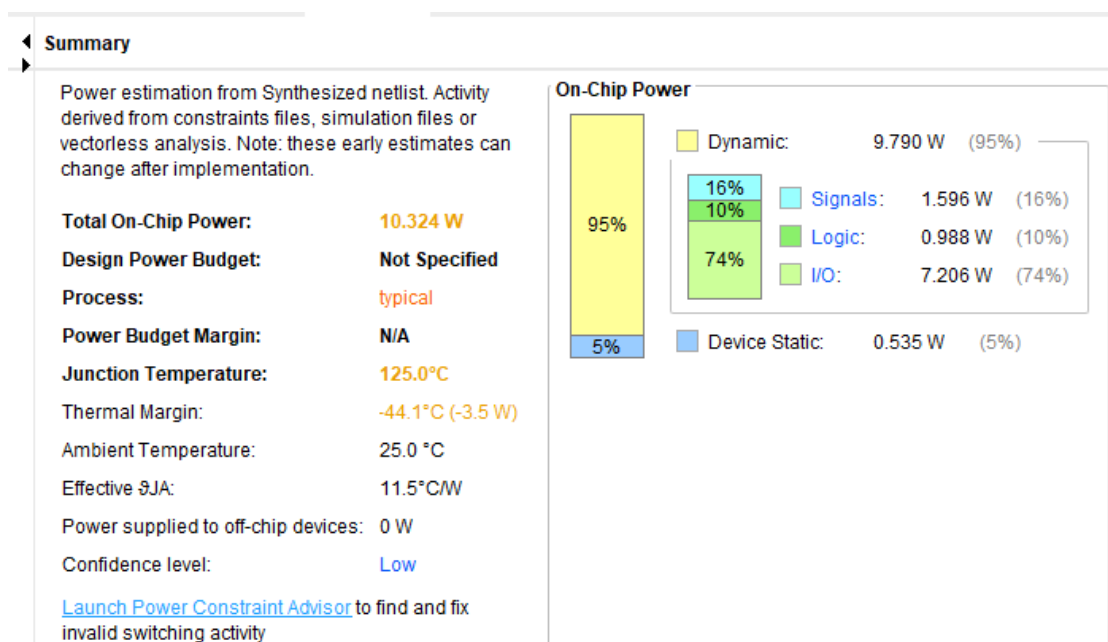 Summary
Power estimation from Synthesized netlist. Activity
derived from constraints files, simulation files or
vectorless analysis. Note: these early estimates can
change after implementation.
Total On-Chip Power: 10.324 W
Design Power Budget: Not Specified
Process: typical
Power Budget Margin: N/A
Junction Temperature: 125.0°C
Thermal Margin: -44.1°C (-3.5 W)
Ambient Temperature: 25.0 °C
Effective ϑJA: 11.5°C/W
Power supplied to off-chip devices: 0 W
Confidence level: Low
Launch Power Constraint Advisor to find and fix
invalid switching activity
On-Chip Power
95%
5%
Dynamic: 9.790 W (95%)
16%
10%
74%
Signals: 1.596 W (16%)
Logic: 0.988 W (10%)
I/O: 7.206 W (74%)
Device Static: 0.535 W (5%)